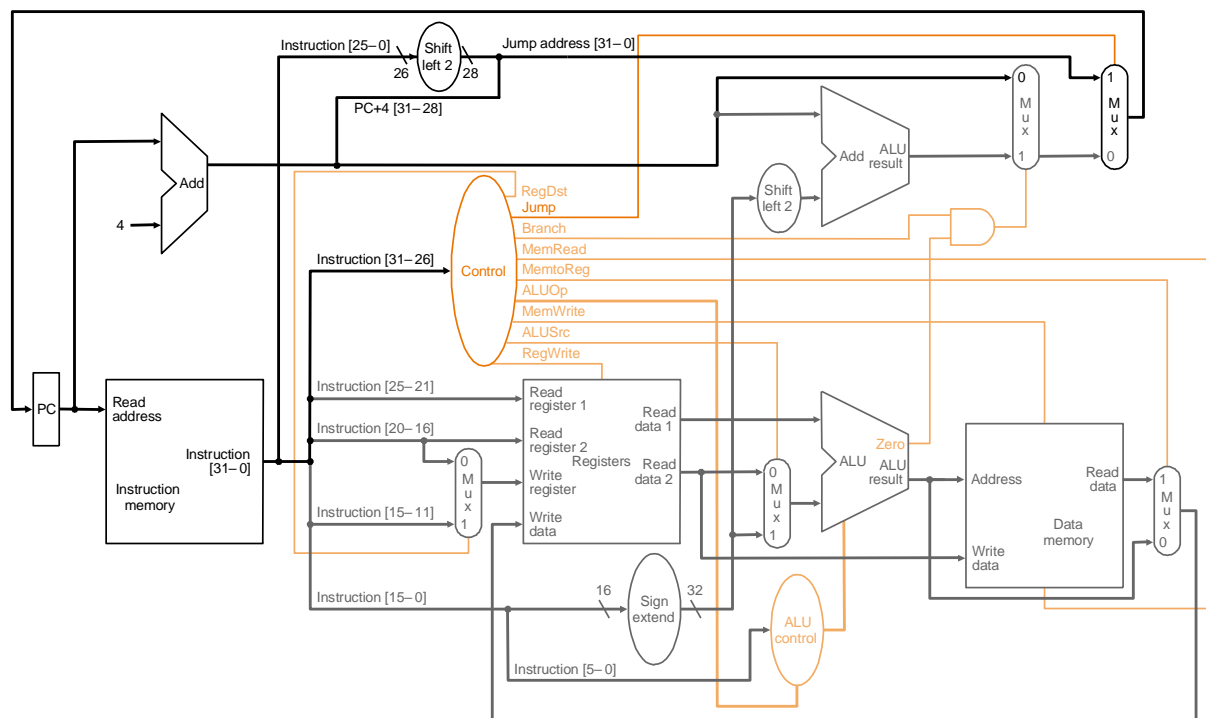 Instruction [25–0]
Shift
left 2
Jump address [31–0]
26
28
PC+4 [31–28]
0
M
u
x
1
1
M
u
x
0
Add
ALU
result
Add
4
Shift
left 2
RegDst
Jump
Branch
MemRead
MemtoReg
ALUOp
MemWrite
ALUSrc
RegWrite
Instruction [31–26]
Control
PC
Read
address
Instruction
[31–0]
Instruction
memory
Instruction [25–21]
Instruction [20–16]
Instruction [15–11]
0
M
u
x
1
Read
register 1
Read
register 2
Write
register
Write
data
Registers
Read
data 1
Read
data 2
0
M
u
x
1
Zero
ALU
ALU
result
Address
Write
data
Read
data
Data
memory
1
M
u
x
0
Instruction [15–0]
16
Sign
extend
32
ALU
control
Instruction [5–0]